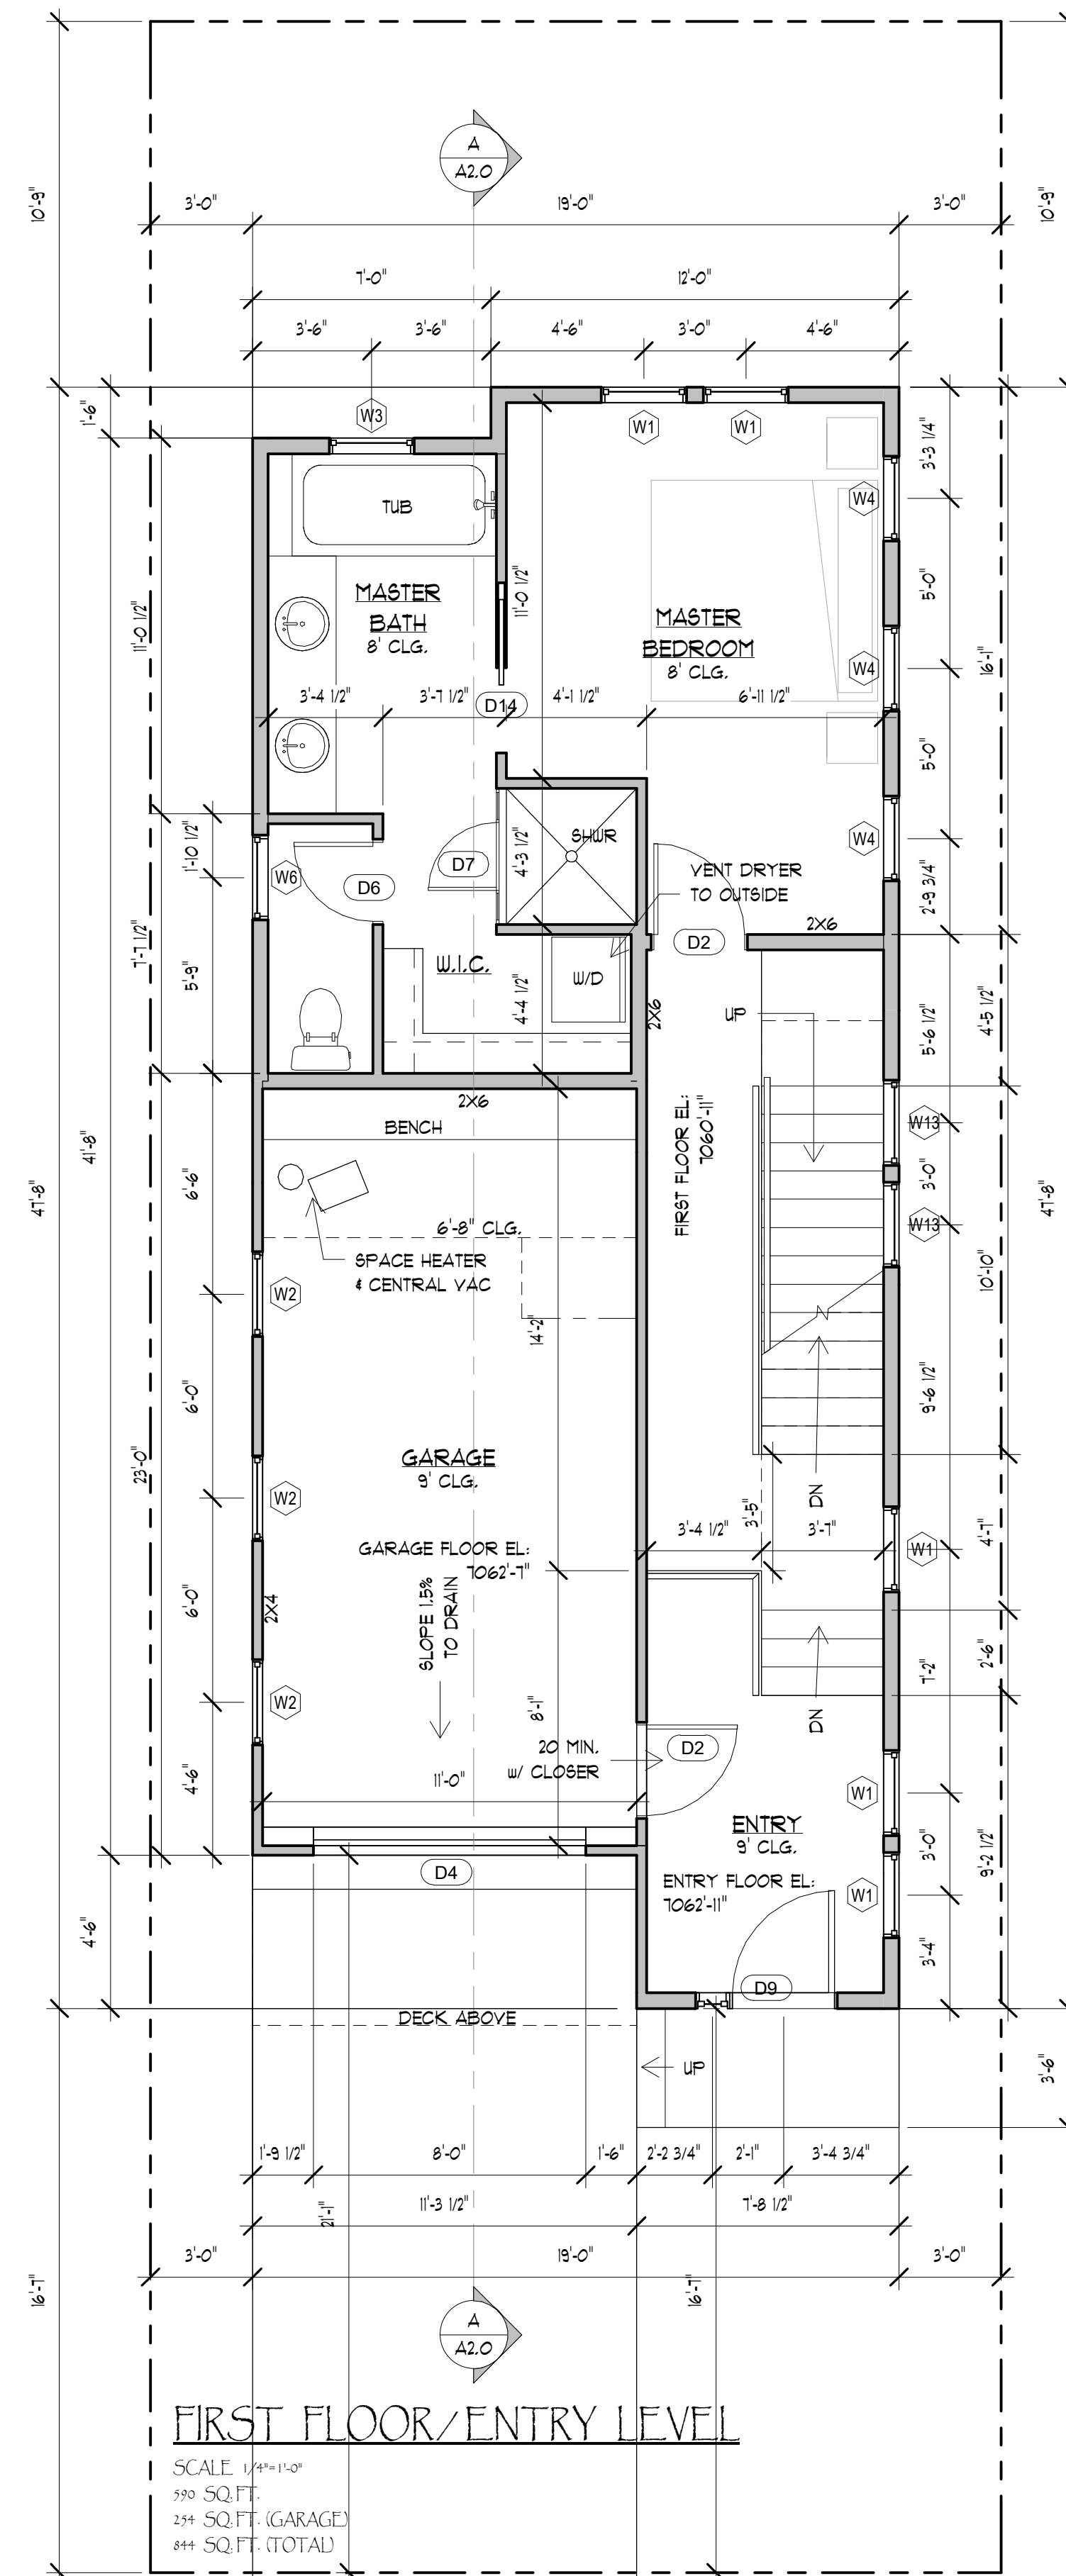 A
A2.0
10'-9"
3'-0"
19'-0"
3'-0"
10'-9"
7'-0"
12'-0"
3'-6"
3'-6"
4'-6"
3'-0"
4'-6"
1'-6"
W3
W1
W1
3'-3 1/4"
W4
TUB
5'-0"
11'-0 1/2"
11'-0 1/2"
MASTER
BATH
8' CLG.
MASTER
BEDROOM
8' CLG.
W4
16'-1"
3'-4 1/2"
3'-7 1/2"
D14
4'-1 1/2"
6'-11 1/2"
5'-0"
1'-10 1/2"
W6
D6
D7
4'-3 1/2"
SHWR
W4
VENT DRYER
TO OUTSIDE
2'-9 3/4"
2X6
D2
7'-7 1/2"
5'-9"
W.I.C.
4'-4 1/2"
W/D
2X6
UP
5'-6 1/2"
4'-5 1/2"
2X6
BENCH
FIRST FLOOR EL:
7060'-11"
W13
3'-0"
W13
41'-8"
47'-8"
47'-8"
6'-6"
6'-8" CLG.
SPACE HEATER
& CENTRAL VAC
W2
14'-2"
10'-10"
6'-0"
9'-6 1/2"
23'-0"
GARAGE
9' CLG.
W2
DN
3'-5"
3'-4 1/2"
3'-7"
W1
4'-7"
GARAGE FLOOR EL:
7062'-7"
6'-0"
2X4
SLOPE 1.5%
TO DRAIN
7'-2"
2'-6"
W2
8'-1"
DN
20 MIN.
W/ CLOSER
D2
4'-6"
11'-0"
W1
ENTRY
9' CLG.
3'-0"
9'-2 1/2"
D4
ENTRY FLOOR EL:
7062'-11"
W1
4'-6"
3'-4"
D9
DECK ABOVE
UP
3'-6"
1'-9 1/2"
8'-0"
1'-6"
2'-2 3/4"
2'-1"
3'-4 3/4"
21'-1"
11'-3 1/2"
7'-8 1/2"
3'-0"
19'-0"
3'-0"
16'-7"
16'-7"
A
A2.0
FIRST FLOOR/ENTRY LEVEL
SCALE 1/4"=1'-0"
590 SQ.FT.
254 SQ.FT. (GARAGE)
844 SQ.FT. (TOTAL)